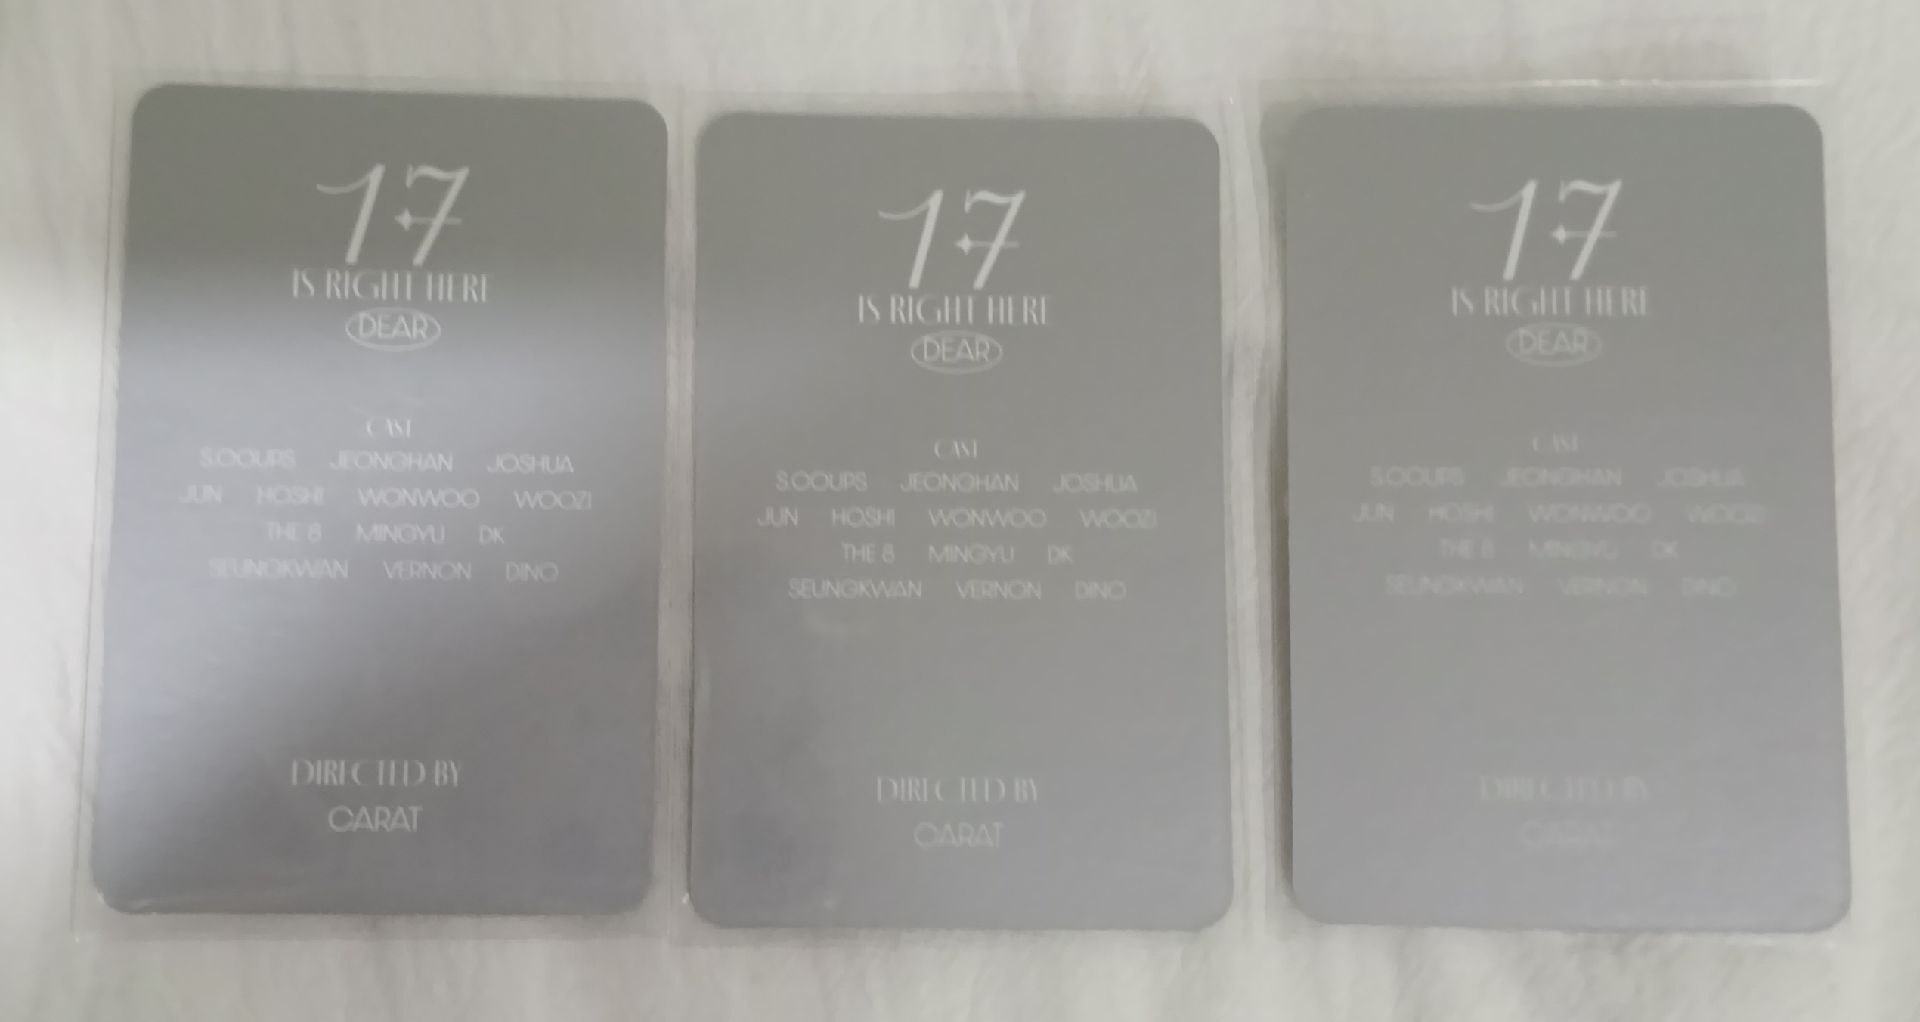 17
IS RIGHT HERE
DEAR
CAST
S.COUPS JEONGHAN JOSHUA
JUN HOSHI WONWOO WOOZI
THE 8 MINGYU DK
SEUNGKWAN VERNON DINO
DIRECTED BY
CARAT
17
IS RIGHT HERE
DEAR
CAST
S.COUPS JEONGHAN JOSHUA
JUN HOSHI WONWOO WOOZI
THE 8 MINGYU DK
SEUNGKWAN VERNON DINO
DIRECTED BY
CARAT
17
IS RIGHT HERE
DEAR
CAST
S.COUPS JEONGHAN JOSHUA
JUN HOSHI WONWOO WOOZI
THE 8 MINGYU DK
SEUNGKWAN VERNON DINO
DIRECTED BY
CARAT